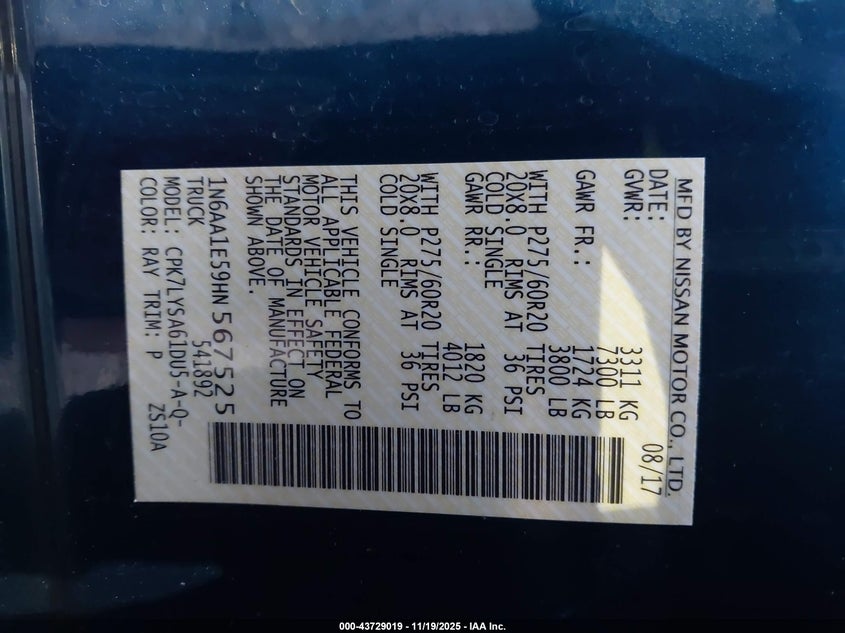 MFD BY NISSAN MOTOR CO., LTD.
DATE: 08/17
GVWR: 3311 KG
7300 LB
GAWR FR.: 1724 KG
3800 LB
WITH P275/60R20 TIRES
20X8.0 RIMS AT 36 PSI
COLD SINGLE
GAWR RR.: 1820 KG
4012 LB
WITH P275/60R20 TIRES
20X8.0 RIMS AT 36 PSI
COLD SINGLE
THIS VEHICLE CONFORMS TO
ALL APPLICABLE FEDERAL
MOTOR VEHICLE SAFETY
STANDARDS IN EFFECT ON
THE DATE OF MANUFACTURE
SHOWN ABOVE.
1N6AA1E59HN567525
TRUCK 541892
MODEL: CPK7LYSA61DU5-A-Q-
COLOR: RAY TRIM: P ZS10A
000-43729019 - 11/19/2025 - IAA Inc.